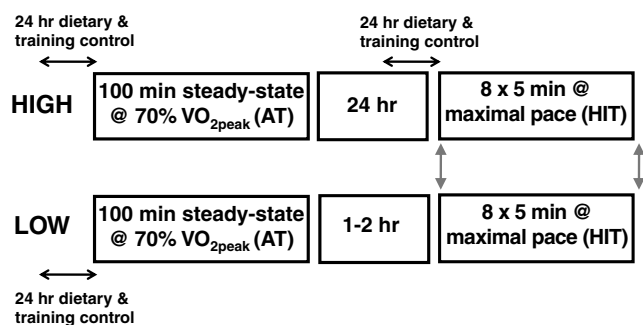 24 hr dietary &
training control
24 hr dietary &
training control
HIGH
100 min steady-state
@ 70% VO2peak (AT)
24 hr
8 x 5 min @
maximal pace (HIT)
LOW
100 min steady-state
@ 70% VO2peak (AT)
1-2 hr
8 x 5 min @
maximal pace (HIT)
24 hr dietary &
training control